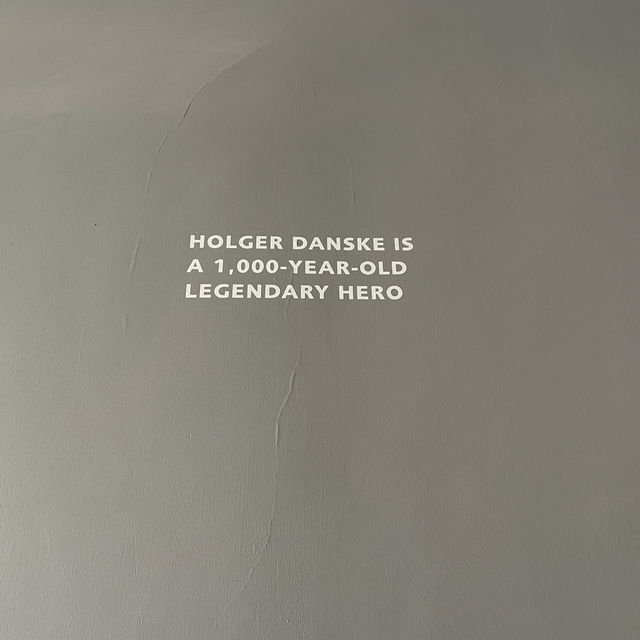 HOLGER DANSKE IS
A 1,000-YEAR-OLD
LEGENDARY HERO